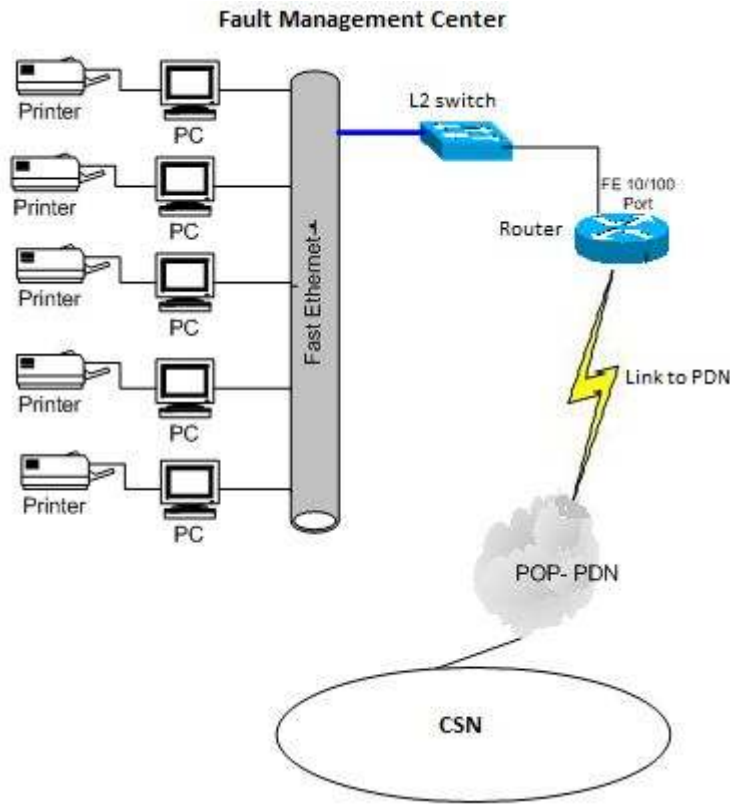 Fault Management Center
Printer
PC
Printer
PC
Printer
PC
Printer
PC
Printer
PC
Fast Ethernet
L2 switch
FE 10/100
Port
Router
Link to PDN
POP- PDN
CSN